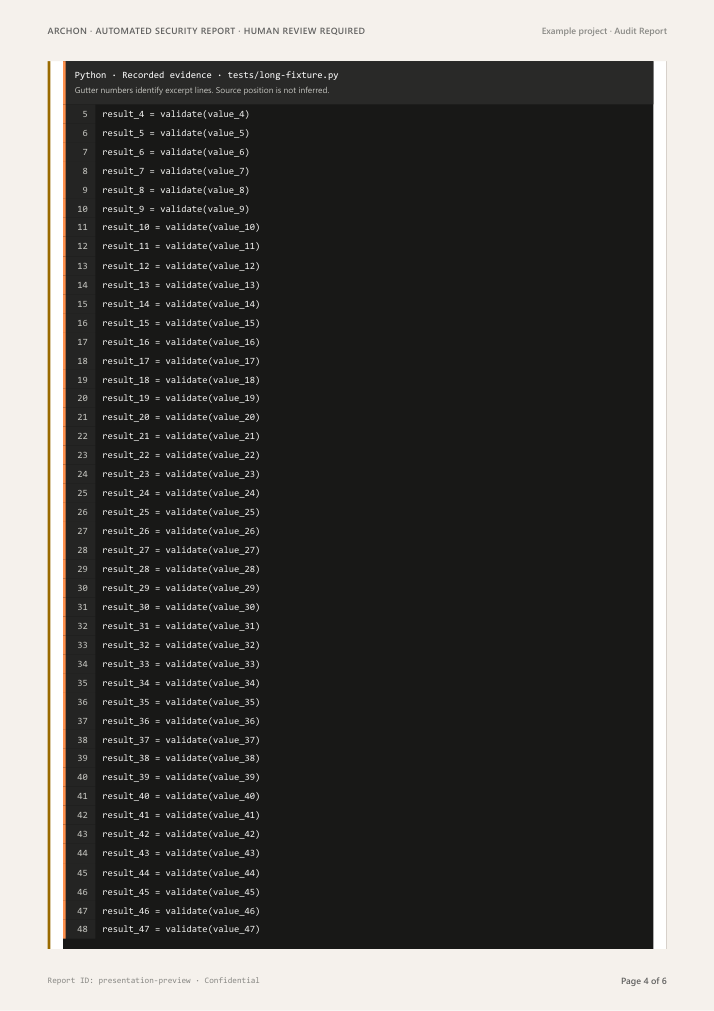 ARCHON · AUTOMATED SECURITY REPORT · HUMAN REVIEW REQUIRED Example project · Audit Report
Python · Recorded evidence · tests/long-fixture.py
Gutter numbers identify excerpt lines. Source position is not inferred.
5 result_4 = validate(value_4)
6 result_5 = validate(value_5)
7 result_6 = validate(value_6)
8 result_7 = validate(value_7)
9 result_8 = validate(value_8)
10 result_9 = validate(value_9)
11 result_10 = validate(value_10)
12 result_11 = validate(value_11)
13 result_12 = validate(value_12)
14 result_13 = validate(value_13)
15 result_14 = validate(value_14)
16 result_15 = validate(value_15)
17 result_16 = validate(value_16)
18 result_17 = validate(value_17)
19 result_18 = validate(value_18)
20 result_19 = validate(value_19)
21 result_20 = validate(value_20)
22 result_21 = validate(value_21)
23 result_22 = validate(value_22)
24 result_23 = validate(value_23)
25 result_24 = validate(value_24)
26 result_25 = validate(value_25)
27 result_26 = validate(value_26)
28 result_27 = validate(value_27)
29 result_28 = validate(value_28)
30 result_29 = validate(value_29)
31 result_30 = validate(value_30)
32 result_31 = validate(value_31)
33 result_32 = validate(value_32)
34 result_33 = validate(value_33)
35 result_34 = validate(value_34)
36 result_35 = validate(value_35)
37 result_36 = validate(value_36)
38 result_37 = validate(value_37)
39 result_38 = validate(value_38)
40 result_39 = validate(value_39)
41 result_40 = validate(value_40)
42 result_41 = validate(value_41)
43 result_42 = validate(value_42)
44 result_43 = validate(value_43)
45 result_44 = validate(value_44)
46 result_45 = validate(value_45)
47 result_46 = validate(value_46)
48 result_47 = validate(value_47)
Report ID: presentation-preview · Confidential Page 4 of 6